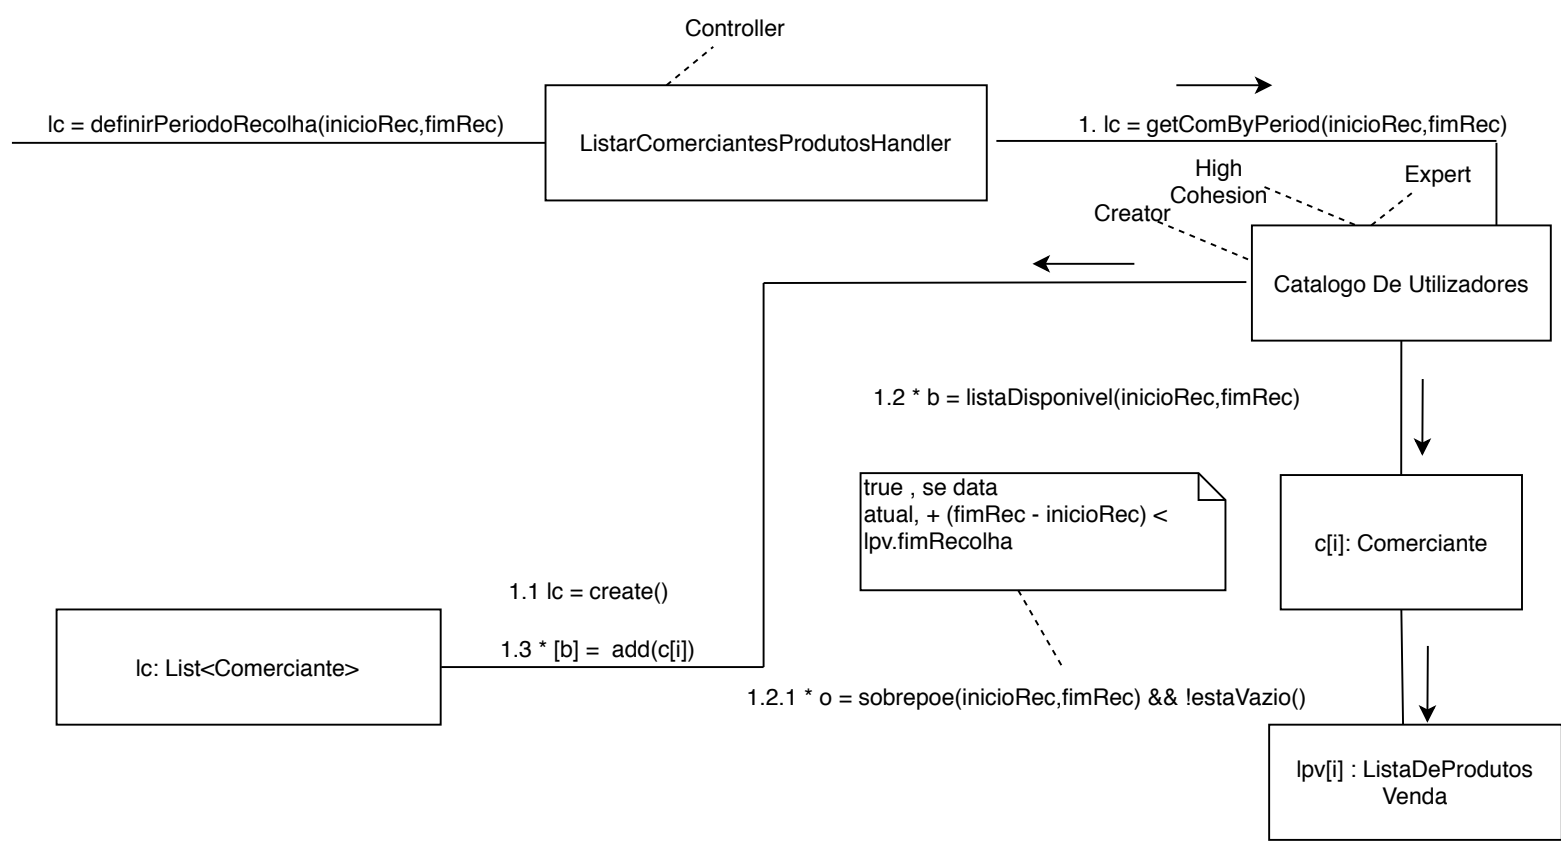 Controller
lc = definirPeriodoRecolha(inicioRec,fimRec)
ListarComerciantesProdutosHandler
1. lc = getComByPeriod(inicioRec,fimRec)
High
Cohesion
Expert
Creator
Catalogo De Utilizadores
1.2 * b = listaDisponivel(inicioRec,fimRec)
true , se data
atual, + (fimRec - inicioRec) <
lpv.fimRecolha
c[i]: Comerciante
1.1 lc = create()
1.3 * [b] =  add(c[i])
lc: List<Comerciante>
1.2.1 * o = sobrepoe(inicioRec,fimRec) && !estaVazio()
lpv[i] : ListaDeProdutos
Venda